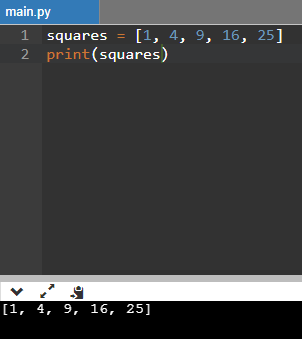 main.py
1 squares = [1, 4, 9, 16, 25]
2 print(squares)
[1, 4, 9, 16, 25]